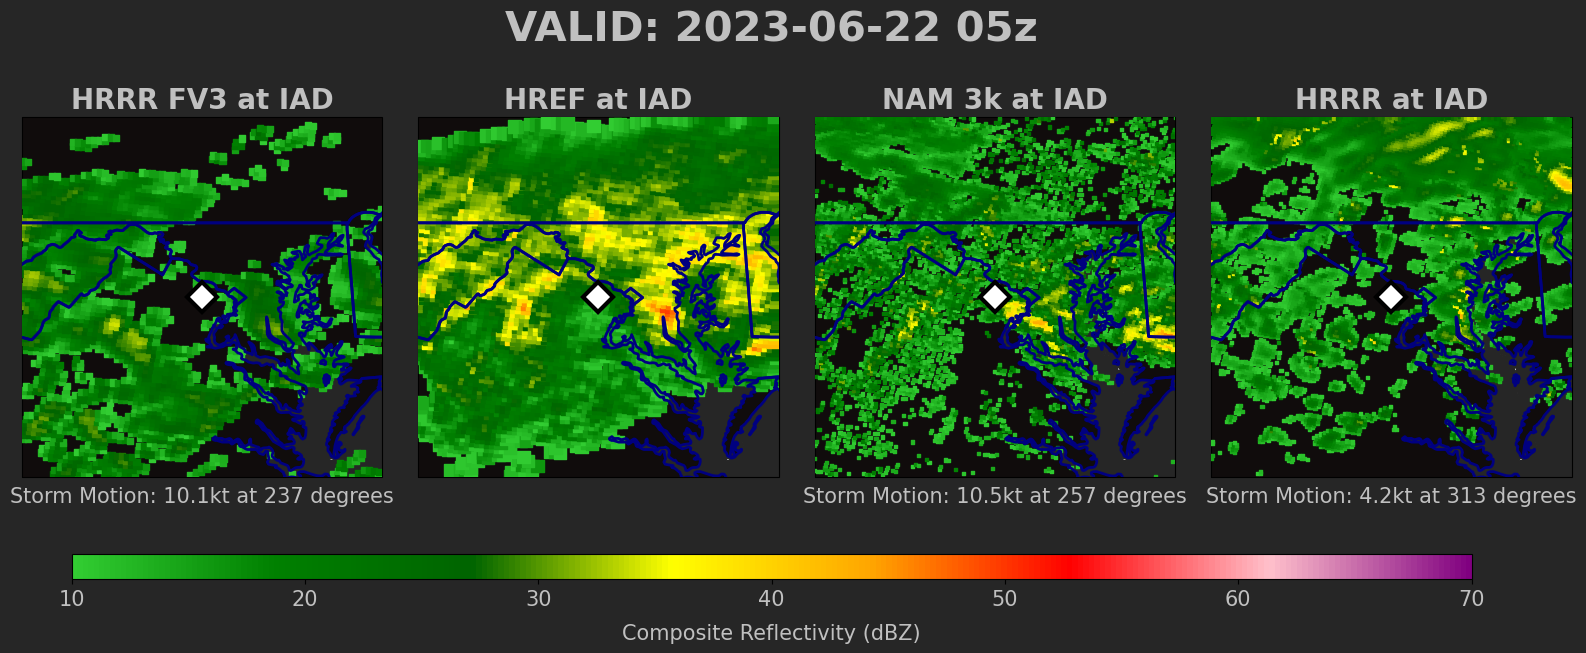 VALID: 2023-06-22 05z
HRRR FV3 at IAD
HREF at IAD
NAM 3k at IAD
HRRR at IAD
Storm Motion: 10.1kt at 237 degrees
Storm Motion: 10.5kt at 257 degrees
Storm Motion: 4.2kt at 313 degrees
10 20 30 40 50 60 70
Composite Reflectivity (dBZ)